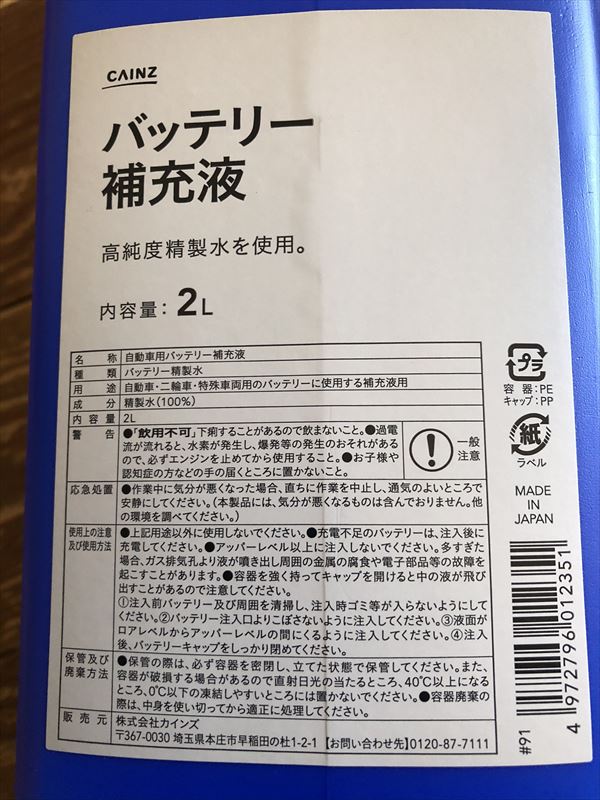 CAINZ
バッテリー
補充液
高純度精製水を使用。
内容量: 2L
名称 自動車用バッテリー補充液
種類 バッテリー精製水
用途 自動車・二輪車・特殊車両用のバッテリーに使用する補充液用
成分 精製水(100%)
内容量 2L
警告 ●「飲用不可」下痢することがあるので飲まないこと。●過電
流が流れると、水素が発生し、爆発等の発生のおそれがある
ので、必ずエンジンを止めてから使用すること。●お子様や
認知症の方などの手の届くところに置かないこと。
一般
注意
応急処置 ●作業中に気分が悪くなった場合、直ちに作業を中止し、通気のよいところで
安静にしてください。(本製品には、気分が悪くなるものは含んでおりません。他
の環境を調べてください。)
使用上の注意
及び使用方法
●上記用途以外に使用しないでください。●充電不足のバッテリーは、注入後に
充電してください。●アッパーレベル以上に注入しないでください。多すぎた
場合、ガス排気孔より液が噴き出し周囲の金属の腐食や電子部品等の故障を
起こすことがあります。●容器を強く持ってキャップを開けると中の液が飛び
出すことがあるので注意してください。
①注入前バッテリー及び周囲を清掃し、注入時ゴミ等が入らないようにして
ください。②バッテリー注入口よりこぼさないように注入してください。③液面が
ロアレベルからアッパーレベルの間にくるように注入してください。④注入
後、バッテリーキャップをしっかり閉めてください。
保管及び
廃棄方法
●保管の際は、必ず容器を密閉し、立てた状態で保管してください。また、
容器が破損する場合があるので直射日光の当たるところ、40℃以上になる
ところ、0℃以下の凍結しやすいところには置かないでください。●容器廃棄の
際は、中身を使い切ってから適正に処理してください。
販売元 株式会社カインズ
〒367-0030 埼玉県本庄市早稲田の杜1-2-1 【お問い合わせ先】0120-87-7111
プラ
容器:PE
キャップ:PP
紙
ラベル
MADE
IN
JAPAN
#91
4 972796 012351